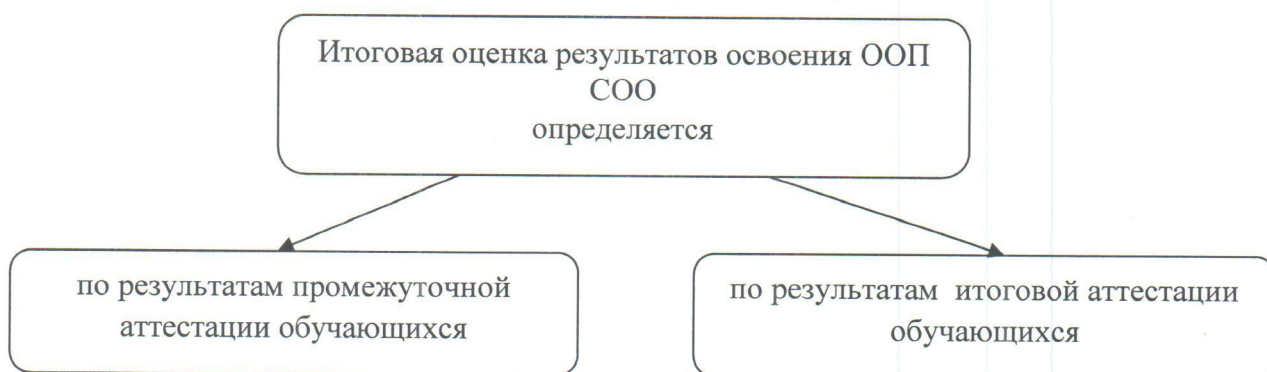 Итоговая оценка результатов освоения ООП
СОО
определяется
по результатам промежуточной
аттестации обучающихся
по результатам итоговой аттестации
обучающихся